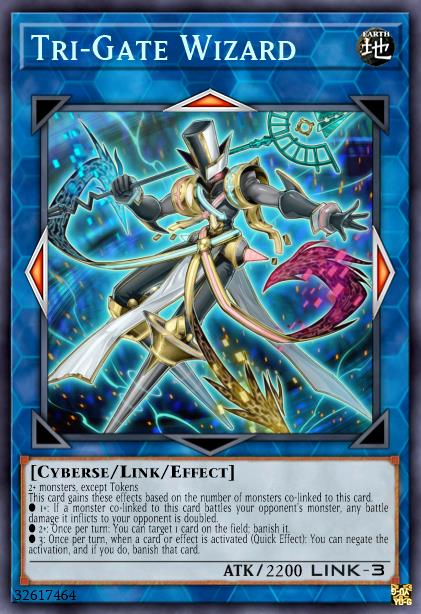 Tri-Gate Wizard
EARTH
地
[Cyberse/Link/Effect]
2+ monsters, except Tokens
This card gains these effects based on the number of monsters co-linked to this card.
● 1+: If a monster co-linked to this card battles your opponent's monster, any battle
damage it inflicts to your opponent is doubled.
● 2+: Once per turn: You can target 1 card on the field; banish it.
● 3: Once per turn, when a card or effect is activated (Quick Effect): You can negate the
activation, and if you do, banish that card.
ATK/2200 LINK-3
32617464